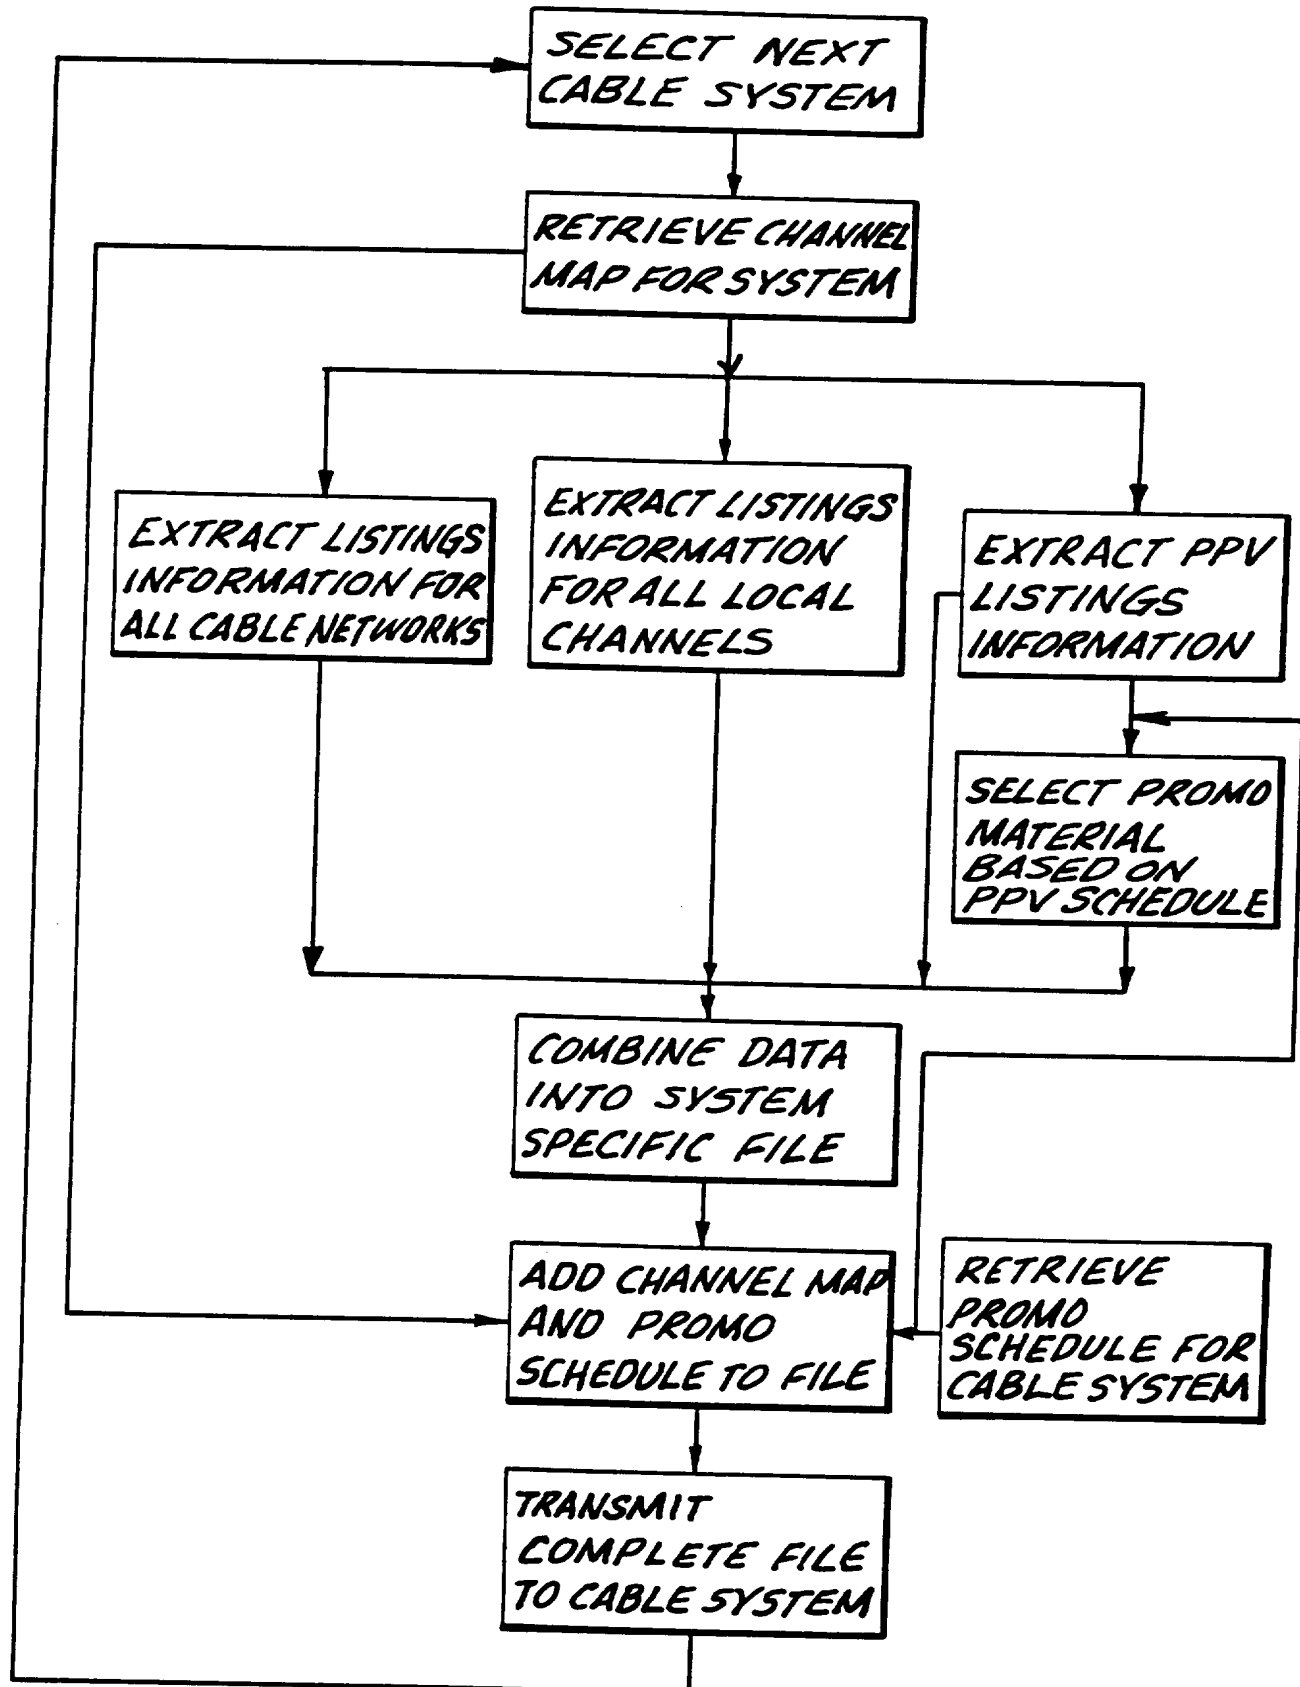 SELECT NEXT
CABLE SYSTEM
RETRIEVE CHANNEL
MAP FOR SYSTEM
EXTRACT LISTINGS
INFORMATION FOR
ALL CABLE NETWORKS
EXTRACT LISTINGS
INFORMATION
FOR ALL LOCAL
CHANNELS
EXTRACT PPV
LISTINGS
INFORMATION
SELECT PROMO
MATERIAL
BASED ON
PPV SCHEDULE
COMBINE DATA
INTO SYSTEM
SPECIFIC FILE
ADD CHANNEL MAP
AND PROMO
SCHEDULE TO FILE
RETRIEVE
PROMO
SCHEDULE FOR
CABLE SYSTEM
TRANSMIT
COMPLETE FILE
TO CABLE SYSTEM